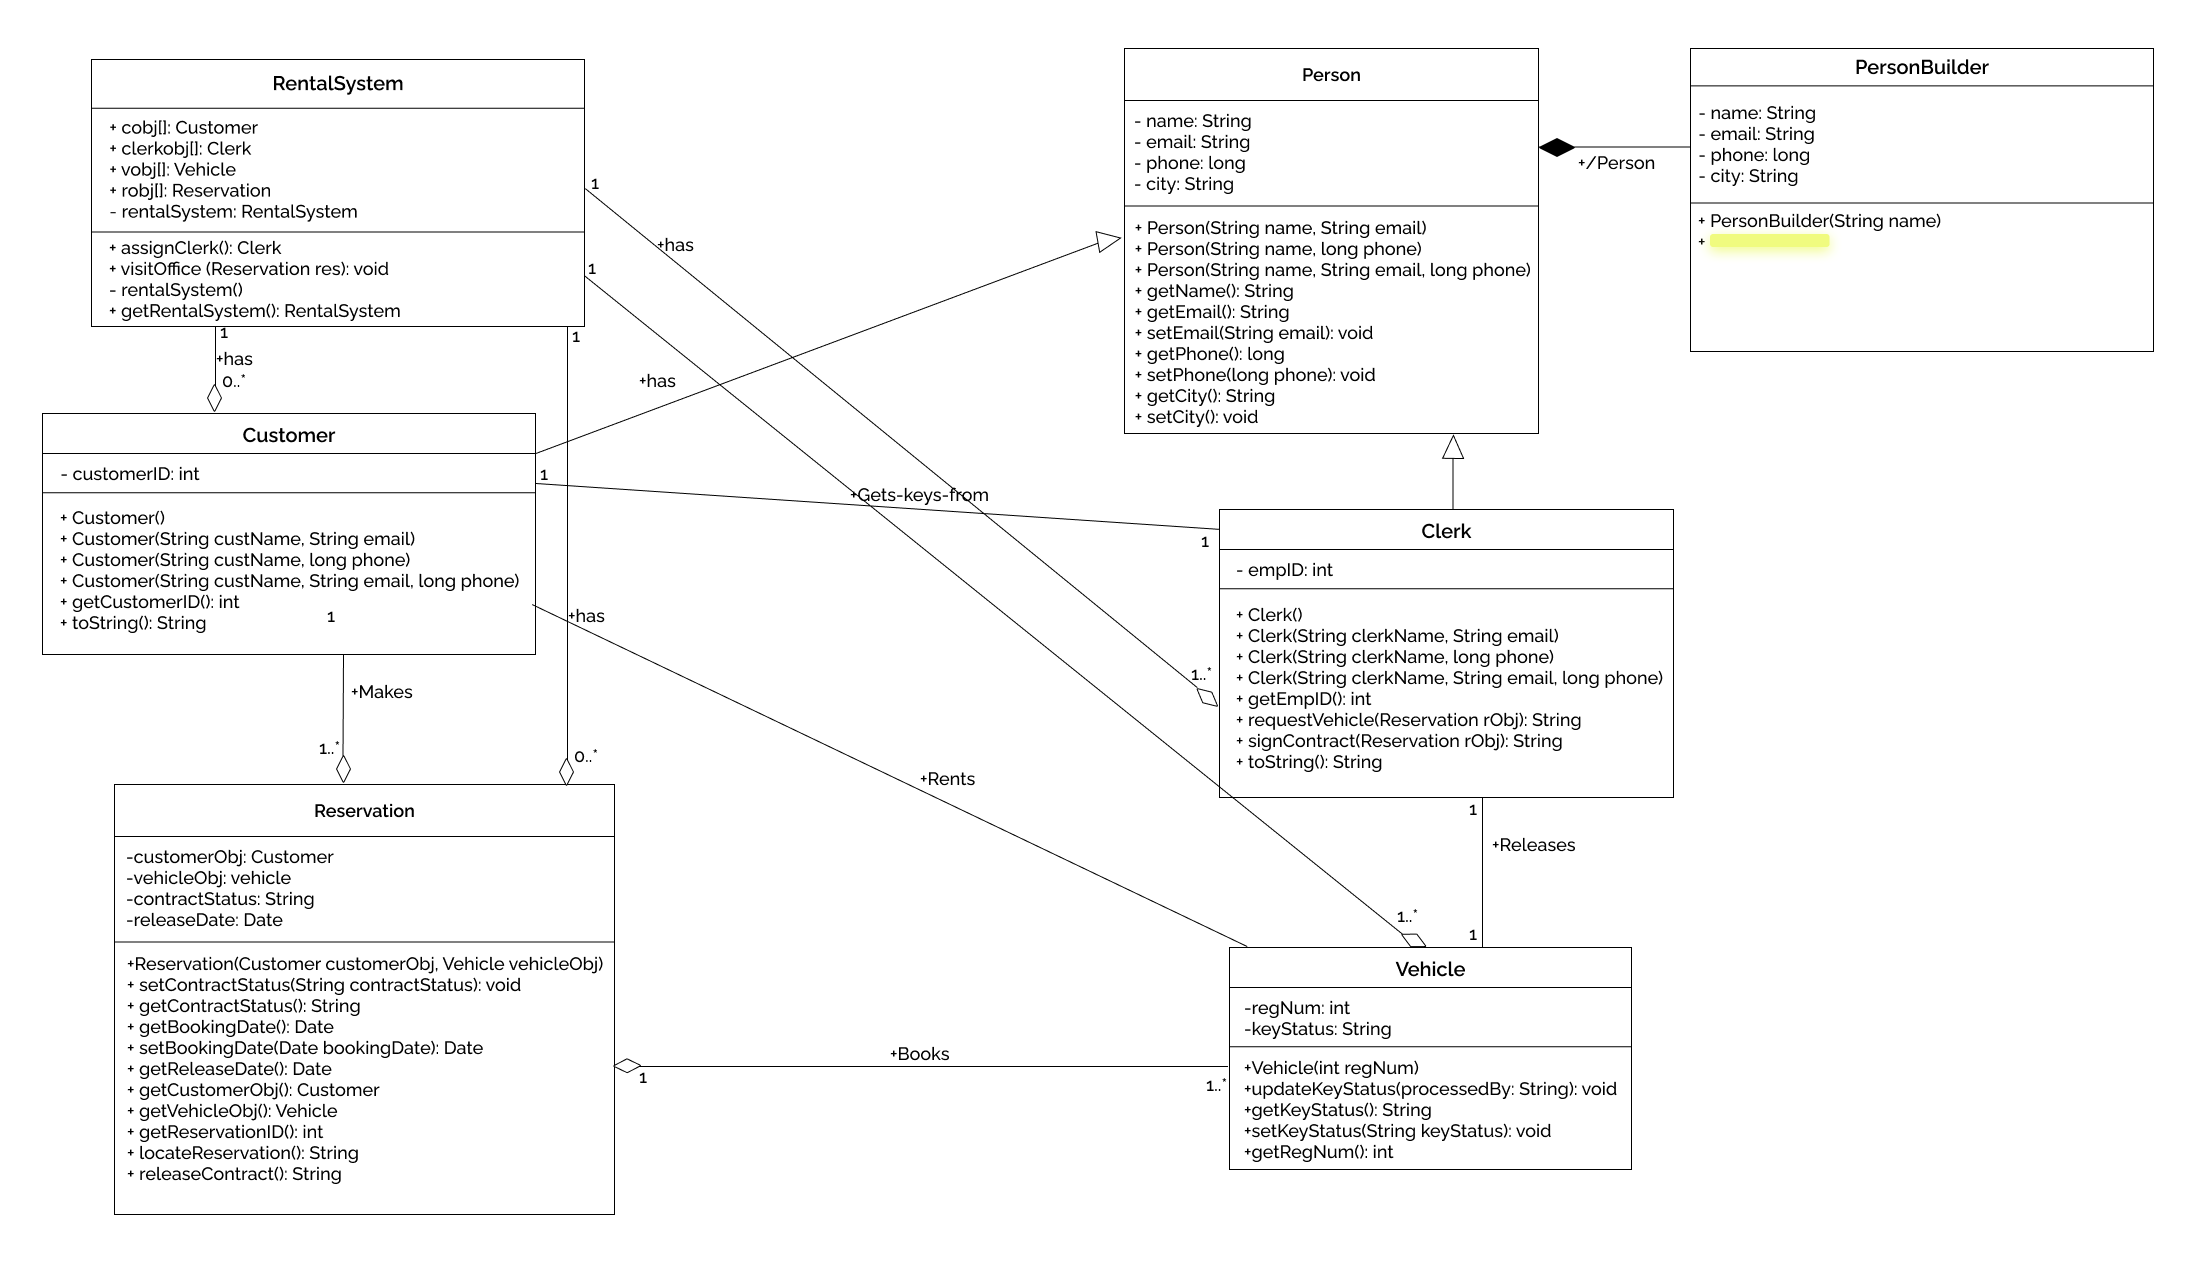 RentalSystem
+ cobj[]: Customer
+ clerkobj[]: Clerk
+ vobj[]: Vehicle
+ robj[]: Reservation
- rentalSystem: RentalSystem
+ assignClerk(): Clerk
+ visitOffice (Reservation res): void
- rentalSystem()
+ getRentalSystem(): RentalSystem
Person
- name: String
- email: String
- phone: long
- city: String
+ Person(String name, String email)
+ Person(String name, long phone)
+ Person(String name, String email, long phone)
+ getName(): String
+ getEmail(): String
+ setEmail(String email): void
+ getPhone(): long
+ setPhone(long phone): void
+ getCity(): String
+ setCity(): void
+/Person
PersonBuilder
- name: String
- email: String
- phone: long
- city: String
+ PersonBuilder(String name)
+
1
+has
1
1
+has
0..*
1
+has
Customer
- customerID: int
+ Customer()
+ Customer(String custName, String email)
+ Customer(String custName, long phone)
+ Customer(String custName, String email, long phone)
+ getCustomerID(): int
+ toString(): String
1
1
+Gets-keys-from
1
+has
Clerk
- empID: int
+ Clerk()
+ Clerk(String clerkName, String email)
+ Clerk(String clerkName, long phone)
+ Clerk(String clerkName, String email, long phone)
+ getEmpID(): int
+ requestVehicle(Reservation rObj): String
+ signContract(Reservation rObj): String
+ toString(): String
1..*
+Makes
1..*
0..*
+Rents
1
+Releases
1
1..*
Reservation
-customerObj: Customer
-vehicleObj: vehicle
-contractStatus: String
-releaseDate: Date
+Reservation(Customer customerObj, Vehicle vehicleObj)
+ setContractStatus(String contractStatus): void
+ getContractStatus(): String
+ getBookingDate(): Date
+ setBookingDate(Date bookingDate): Date
+ getReleaseDate(): Date
+ getCustomerObj(): Customer
+ getVehicleObj(): Vehicle
+ getReservationID(): int
+ locateReservation(): String
+ releaseContract(): String
+Books
1
1..*
Vehicle
-regNum: int
-keyStatus: String
+Vehicle(int regNum)
+updateKeyStatus(processedBy: String): void
+getKeyStatus(): String
+setKeyStatus(String keyStatus): void
+getRegNum(): int